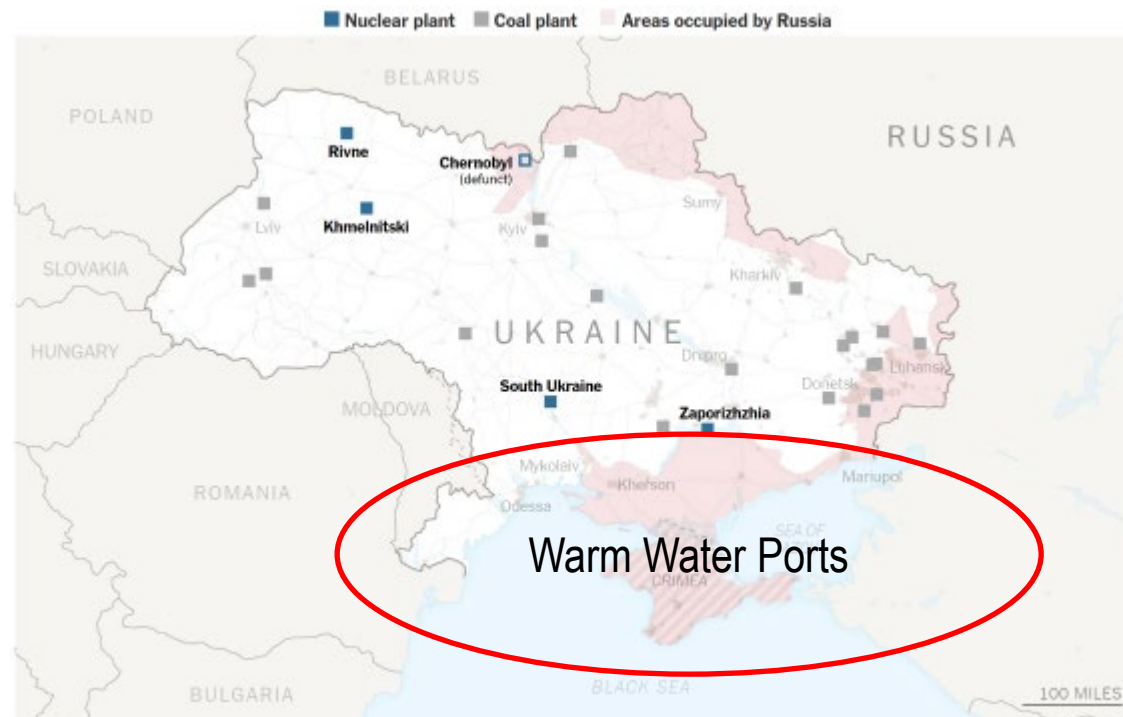 Nuclear plant Coal plant Areas occupied by Russia
BELARUS
POLAND
RUSSIA
Rivne
Chernobyl
(defunct)
Sumy
Lviv
Khmelnitski
Kyiv
SLOVAKIA
Kharkiv
UKRAINE
HUNGARY
Dnipro
Luhansk
Donetsk
South Ukraine
MOLDOVA
Zaporizhzhia
Mykolaiv
Mariupol
Kherson
ROMANIA
Odessa
SEA OF
Warm Water Ports
CRIMEA
BLACK SEA
BULGARIA
100 MILES